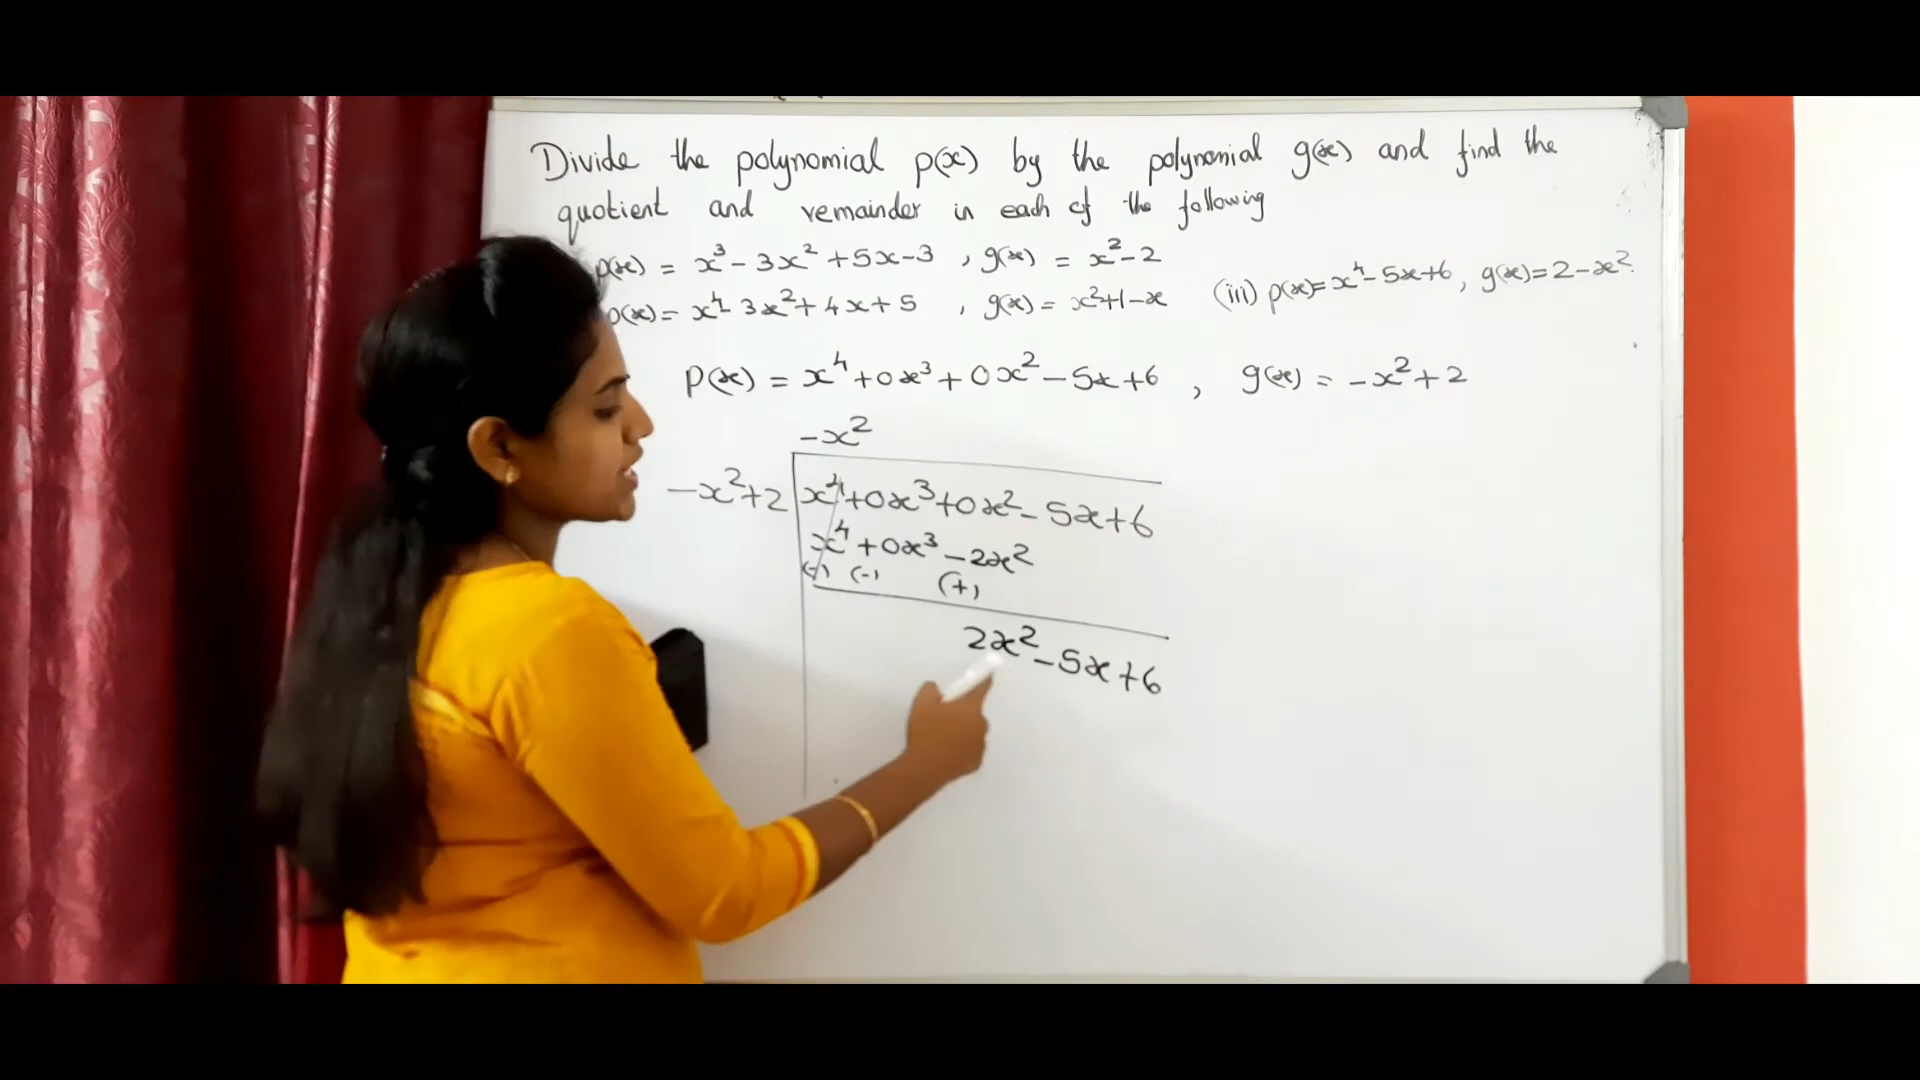 Divide the polynomial p(x) by the polynomial g(x) and find the
quotient and remainder in each of the following
p(x) = x³ - 3x² + 5x - 3 , g(x) = x² - 2
p(x) = x⁴ 3x² + 4x + 5 , g(x) = x² + 1 - x
(iii) p(x) = x⁴ - 5x + 6 , g(x) = 2 - x²
p(x) = x⁴ + 0x³ + 0x² - 5x + 6 , g(x) = -x² + 2
-x²
-x² + 2 x⁴ + 0x³ + 0x² - 5x + 6
x⁴ + 0x³ - 2x²
(-) (-) (+)
2x² - 5x + 6